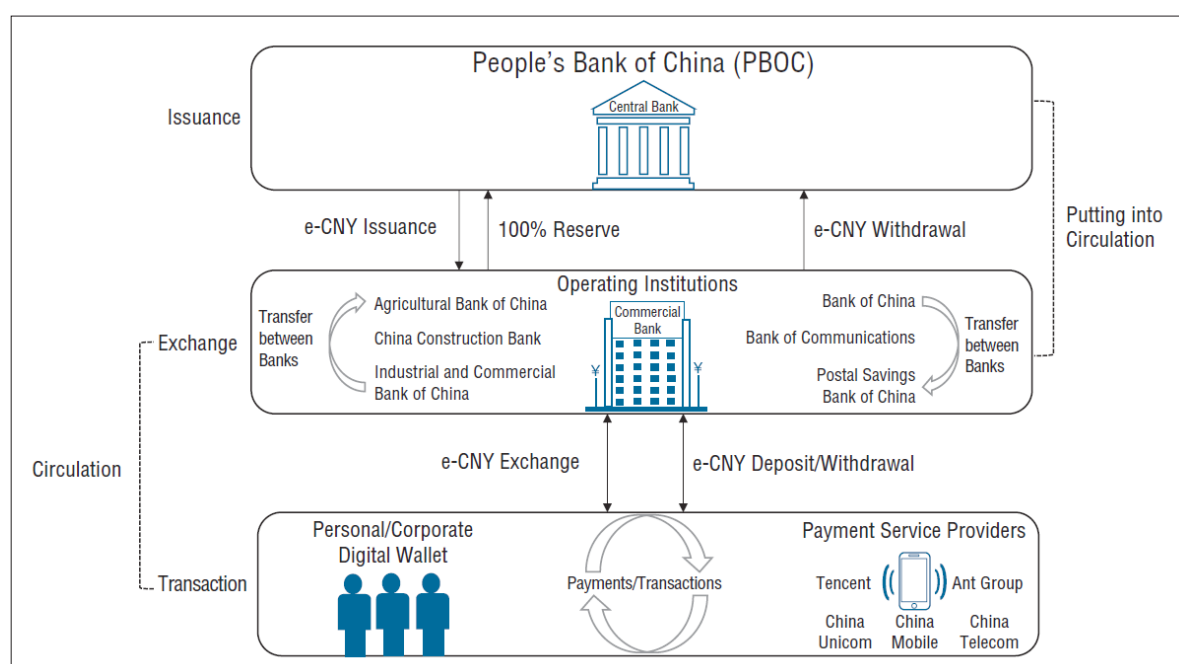 People's Bank of China (PBOC)
Central Bank
Issuance
e-CNY Issuance
100% Reserve
e-CNY Withdrawal
Putting into
Circulation
Operating Institutions
Commercial
Bank
Transfer
between
Banks
Agricultural Bank of China
China Construction Bank
Industrial and Commercial
Bank of China
¥
¥
Bank of China
Bank of Communications
Postal Savings
Bank of China
Transfer
between
Banks
Exchange
Circulation
e-CNY Exchange
e-CNY Deposit/Withdrawal
Transaction
Personal/Corporate
Digital Wallet
Payments/Transactions
Payment Service Providers
Tencent
Ant Group
China
Unicom
China
Mobile
China
Telecom